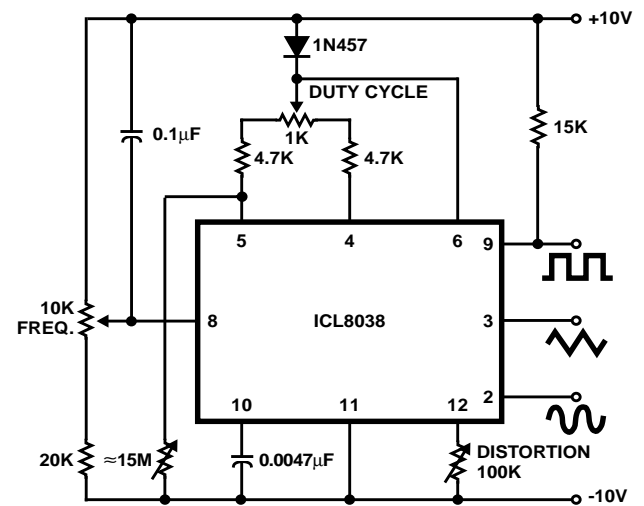 +10V
1N457
DUTY CYCLE
0.1µF
1K
15K
4.7K
4.7K
5
4
6
9
10K
FREQ.
8
ICL8038
3
2
10
11
12
20K
≈15M
0.0047µF
DISTORTION
100K
-10V